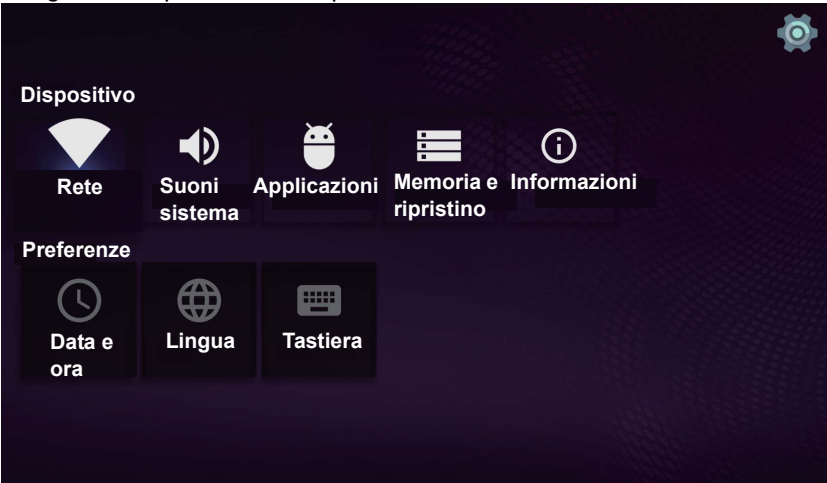 Dispositivo
Rete
Suoni
sistema
Applicazioni
Memoria e
ripristino
Informazioni
Preferenze
Data e
ora
Lingua
Tastiera